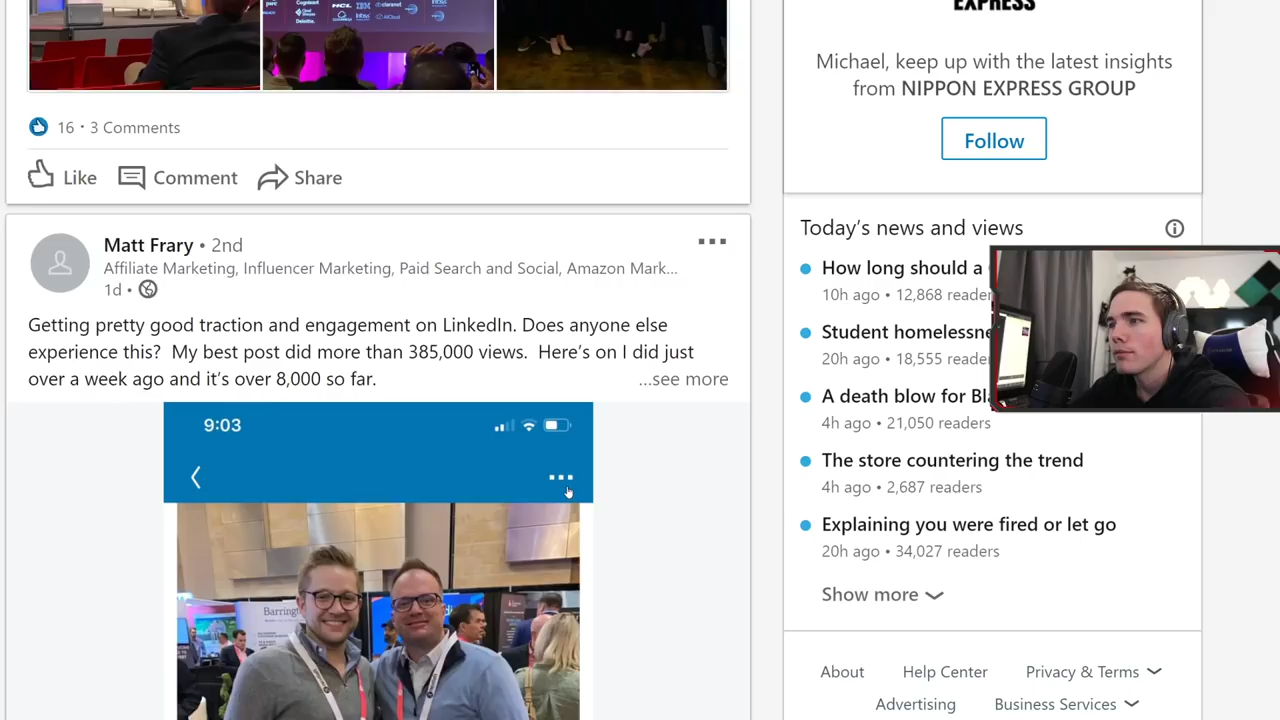 HCL IBM claranet
Cognizant
Deloitte.
EXPRESS
Michael, keep up with the latest insights
from NIPPON EXPRESS GROUP
Follow
16 • 3 Comments
Like Comment Share
Matt Frary • 2nd
Affiliate Marketing, Influencer Marketing, Paid Search and Social, Amazon Mark...
1d •
Getting pretty good traction and engagement on LinkedIn. Does anyone else
experience this? My best post did more than 385,000 views. Here's on I did just
over a week ago and it's over 8,000 so far.
...see more
9:03
Barring
Today's news and views
How long should a
10h ago • 12,868 reader
Student homelessne
20h ago • 18,555 reade
A death blow for Bl
4h ago • 21,050 readers
The store countering the trend
4h ago • 2,687 readers
Explaining you were fired or let go
20h ago • 34,027 readers
Show more
About Help Center Privacy & Terms
Advertising Business Services